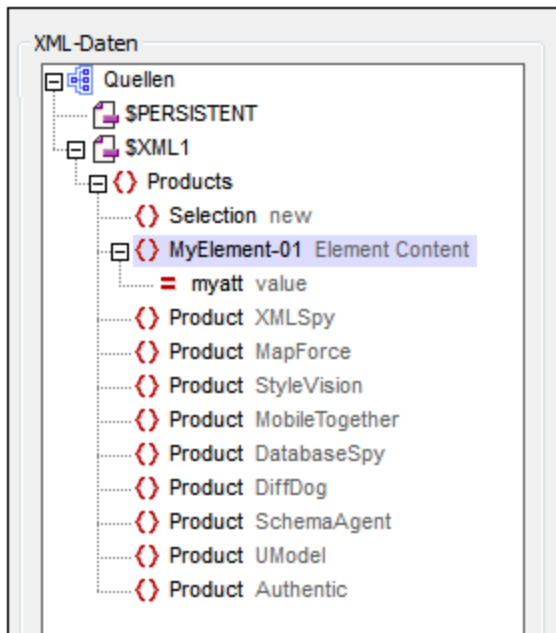 XML-Daten
Quellen
$PERSISTENT
$XML1
Products
Selection new
MyElement-01 Element Content
myatt value
Product XMLSpy
Product MapForce
Product StyleVision
Product MobileTogether
Product DatabaseSpy
Product DiffDog
Product SchemaAgent
Product UModel
Product Authentic